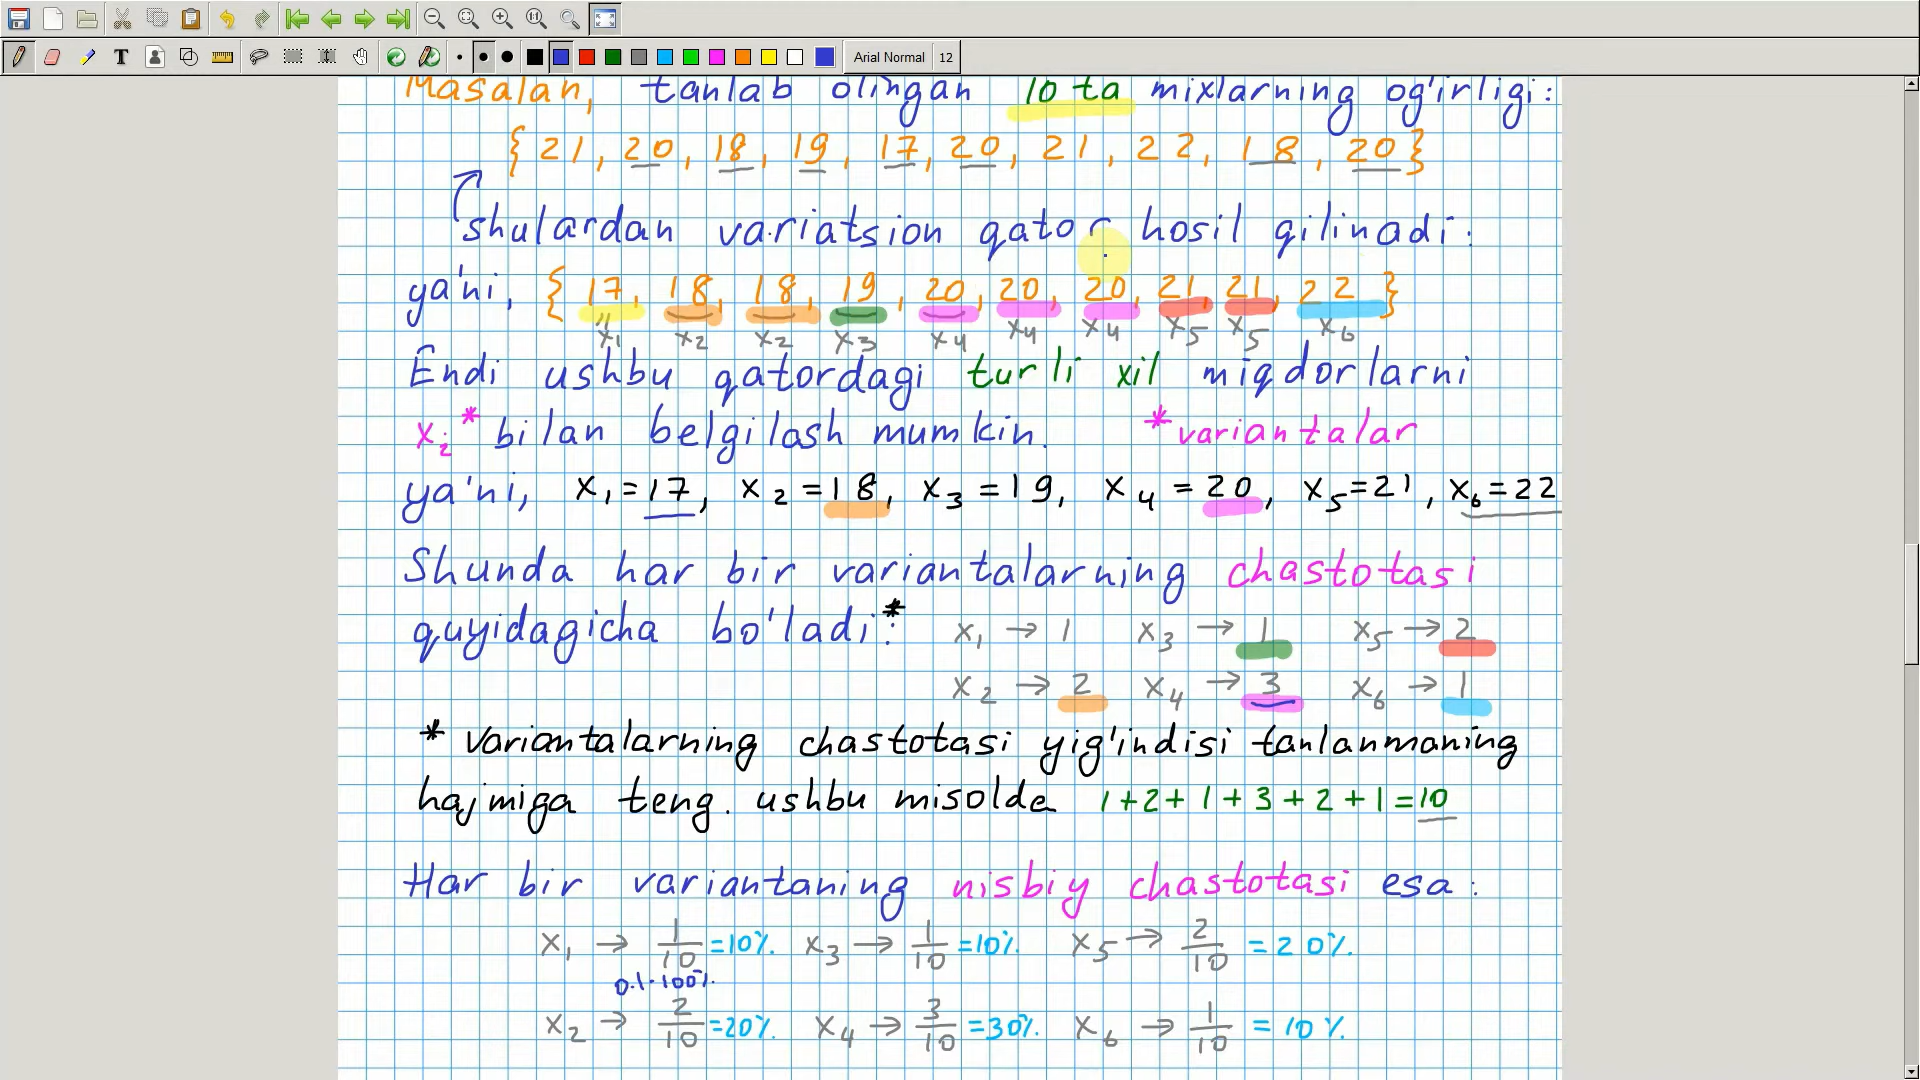 Arial Normal 12
Masalan, tanlab olingan 10 ta mixlarning og'irligi:
{21, 20, 18, 19, 17, 20, 21, 22, 18, 20}
shulardan variatsion qator hosil qilinadi:
ya'ni, {17, 18, 18, 19, 20, 20, 20, 21, 21, 22}
x₁ x₂ x₂ x₃ x₄ x₄ x₄ x₅ x₅ x₆
Endi ushbu qatordagi turli xil miqdorlarni
xᵢ* bilan belgilash mumkin. *variantalar
ya'ni, x₁=17, x₂=18, x₃=19, x₄=20, x₅=21, x₆=22
Shunda har bir variantalarning chastotasi
quyidagicha bo'ladi:* x₁ → 1 x₃ → 1 x₅ → 2
x₂ → 2 x₄ → 3 x₆ → 1
* Variantalarning chastotasi yig'indisi tanlanmaning
hajmiga teng. ushbu misolda 1+2+1+3+2+1=10
Har bir variantaning nisbiy chastotasi esa:
x₁ → 1/10 =10%. x₃ → 1/10 =10%. x₅ → 2/10 =20%.
0.1·100%.
x₂ → 2/10 =20%. x₄ → 3/10 =30%. x₆ → 1/10 = 10%.